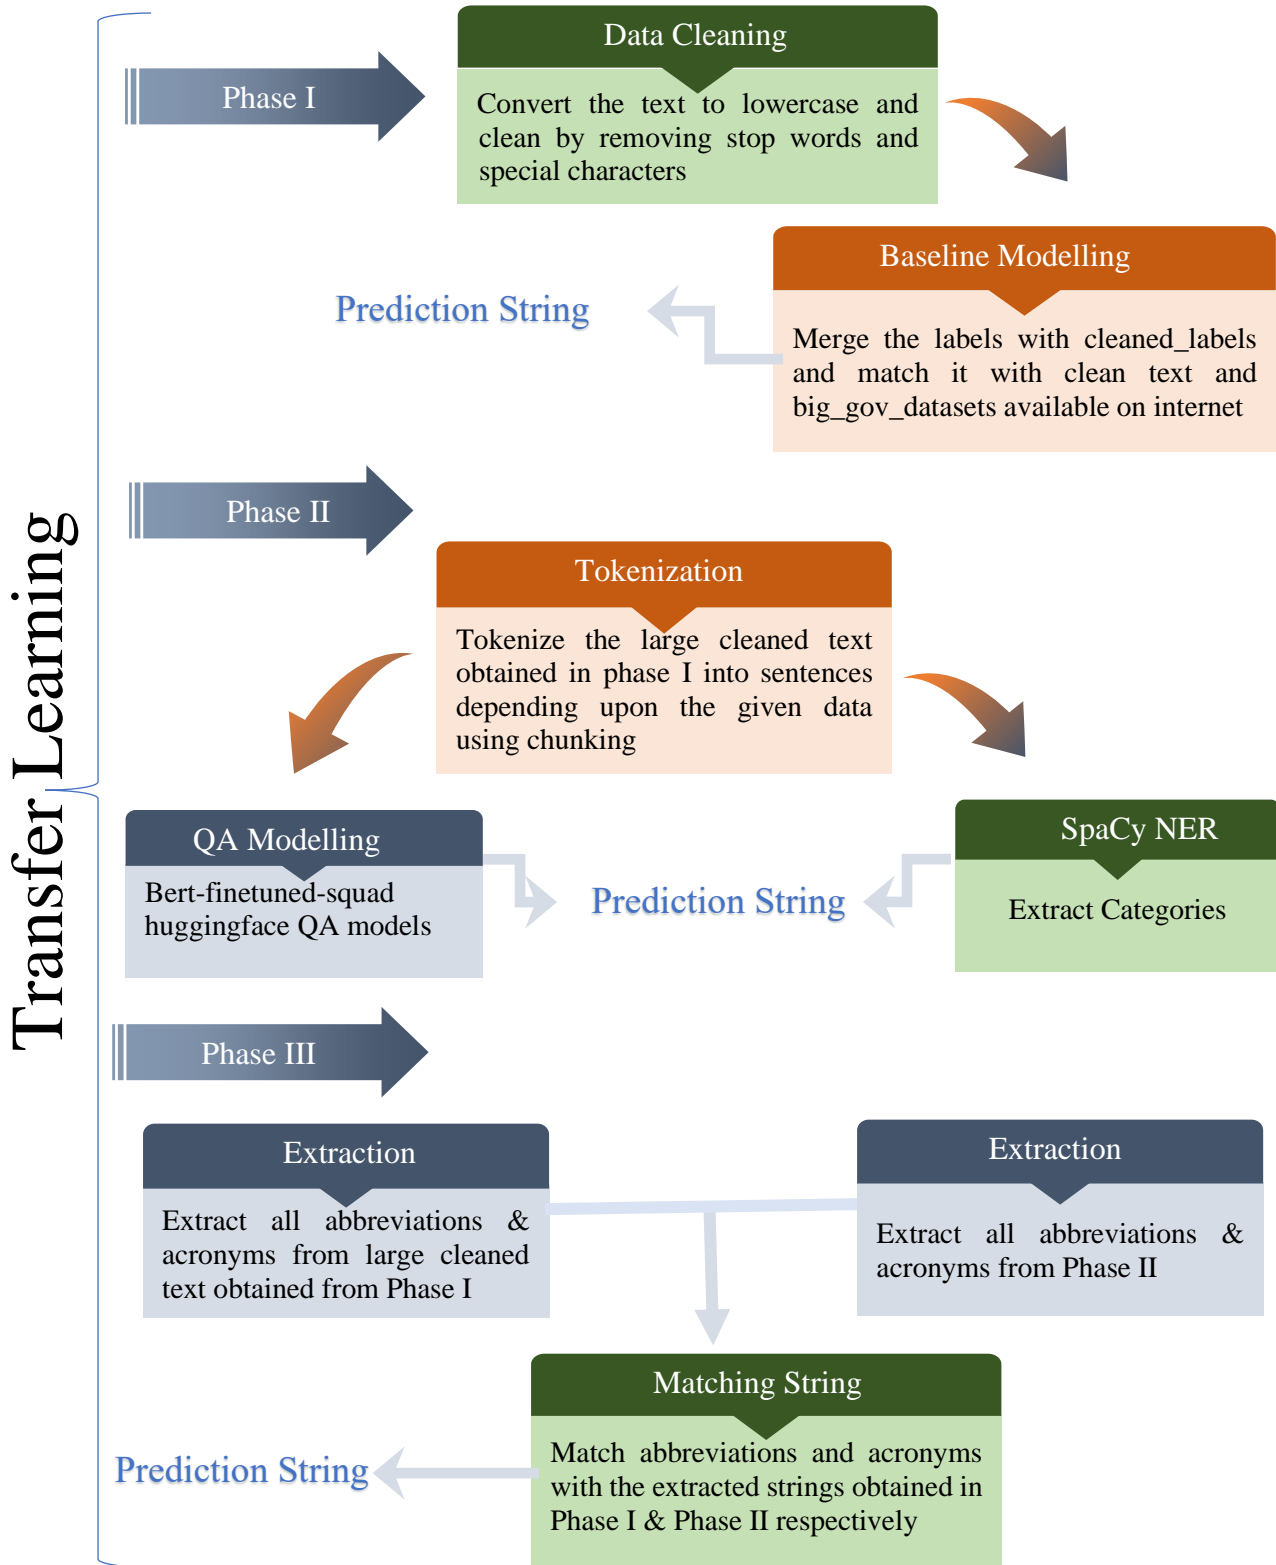 Transfer Learning
Phase I
Data Cleaning
Convert the text to lowercase and
clean by removing stop words and
special characters
Baseline Modelling
Merge the labels with cleaned_labels
and match it with clean text and
big_gov_datasets available on internet
Prediction String
Phase II
Tokenization
Tokenize the large cleaned text
obtained in phase I into sentences
depending upon the given data
using chunking
QA Modelling
Bert-finetuned-squad
huggingface QA models
Prediction String
SpaCy NER
Extract Categories
Phase III
Extraction
Extract all abbreviations &
acronyms from large cleaned
text obtained from Phase I
Extraction
Extract all abbreviations &
acronyms from Phase II
Matching String
Match abbreviations and acronyms
with the extracted strings obtained in
Phase I & Phase II respectively
Prediction String